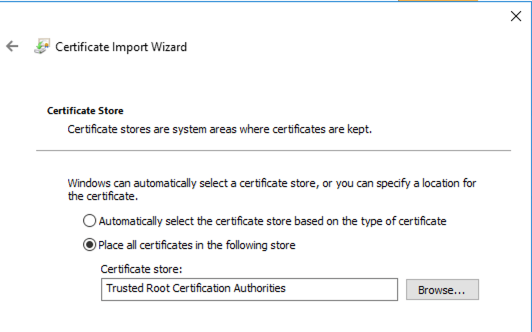 Certificate Import Wizard
Certificate Store
Certificate stores are system areas where certificates are kept.
Windows can automatically select a certificate store, or you can specify a location for
the certificate.
Automatically select the certificate store based on the type of certificate
Place all certificates in the following store
Certificate store:
Trusted Root Certification Authorities
Browse...